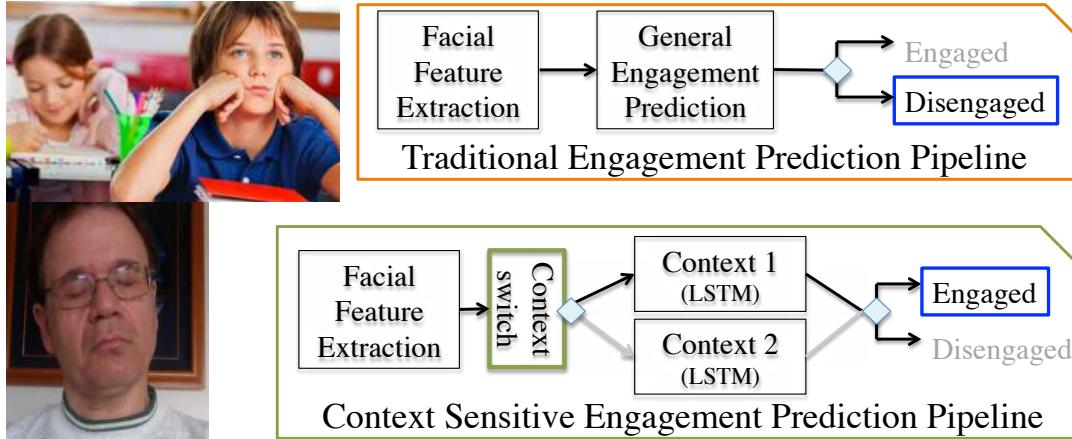 Facial
Feature
Extraction
General
Engagement
Prediction
Engaged
Disengaged
Traditional Engagement Prediction Pipeline
Facial
Feature
Extraction
Context
switch
Context 1
(LSTM)
Context 2
(LSTM)
Engaged
Disengaged
Context Sensitive Engagement Prediction Pipeline